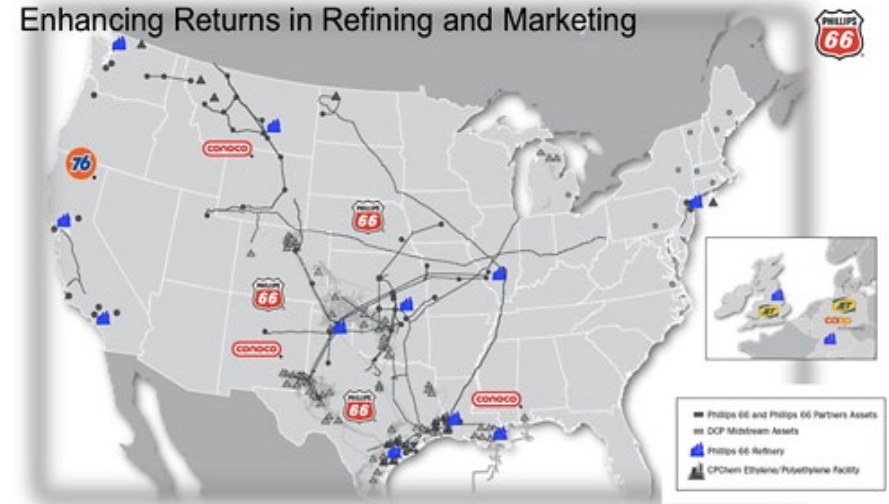 Enhancing Returns in Refining and Marketing
PHILLIPS
66
76
conoco
PHILLIPS
66
PHILLIPS
66
conoco
PHILLIPS
66
conoco
JET
JET
coop
Phillips 66 and Phillips 66 Partners Assets
DCP Midstream Assets
Phillips 66 Refinery
CPChem Ethylene/Polyethylene Facility